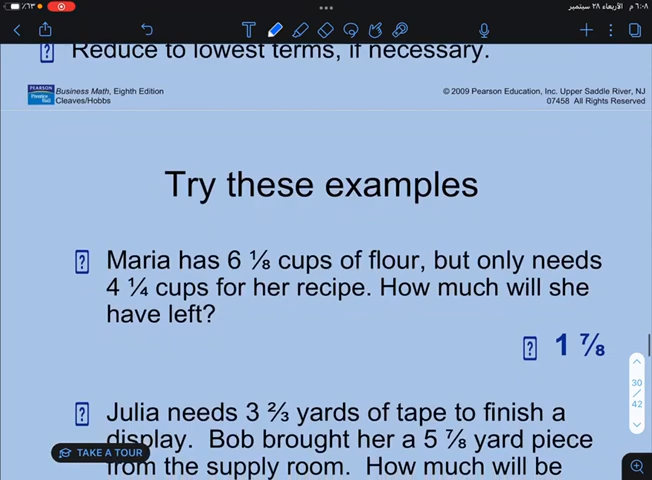 ٪٦٣
٦:٠٨ م الأربعاء ٢٨ سبتمبر
Reduce to lowest terms, if necessary.
PEARSON
Prentice
Hall
Business Math, Eighth Edition
Cleaves/Hobbs
© 2009 Pearson Education, Inc. Upper Saddle River, NJ
07458 All Rights Reserved
Try these examples
Maria has 6 ⅛ cups of flour, but only needs
4 ¼ cups for her recipe. How much will she
have left?
1 ⅞
Julia needs 3 ⅔ yards of tape to finish a
display. Bob brought her a 5 ⅞ yard piece
from the supply room. How much will be
30
/
42
TAKE A TOUR